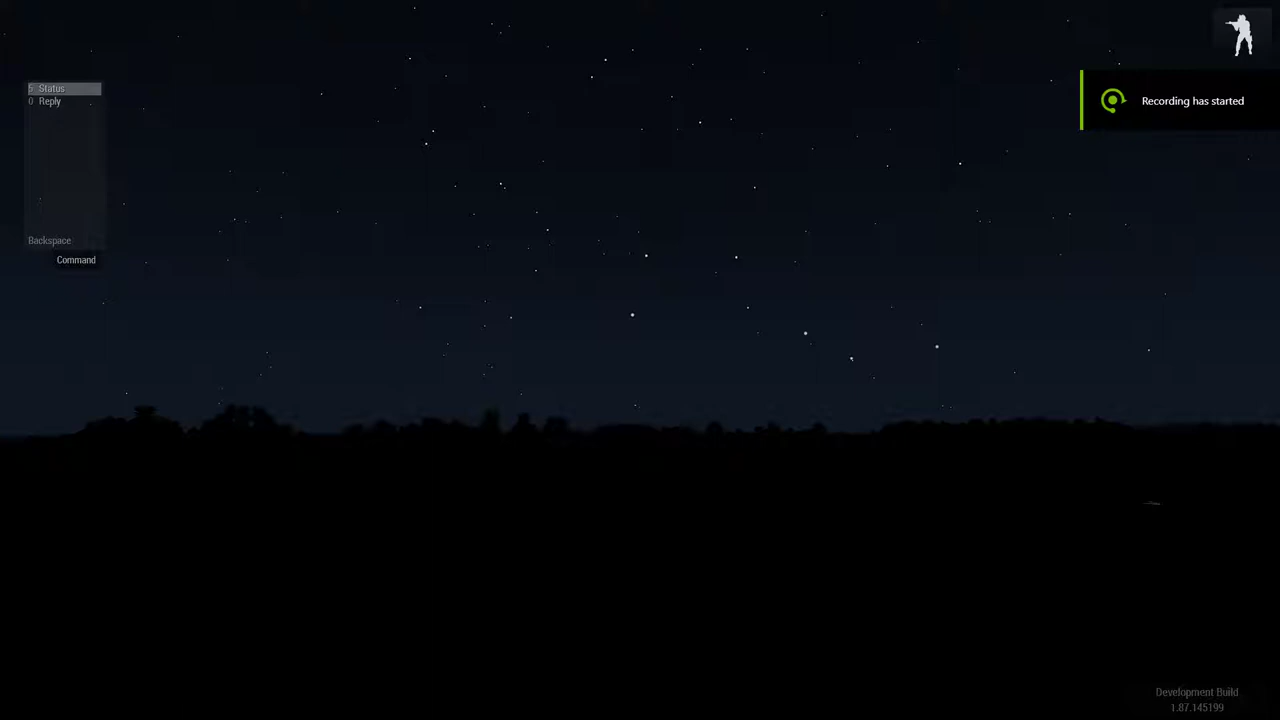 5 Status
0 Reply
Backspace
Command
Recording has started
Development Build
1.87.145199